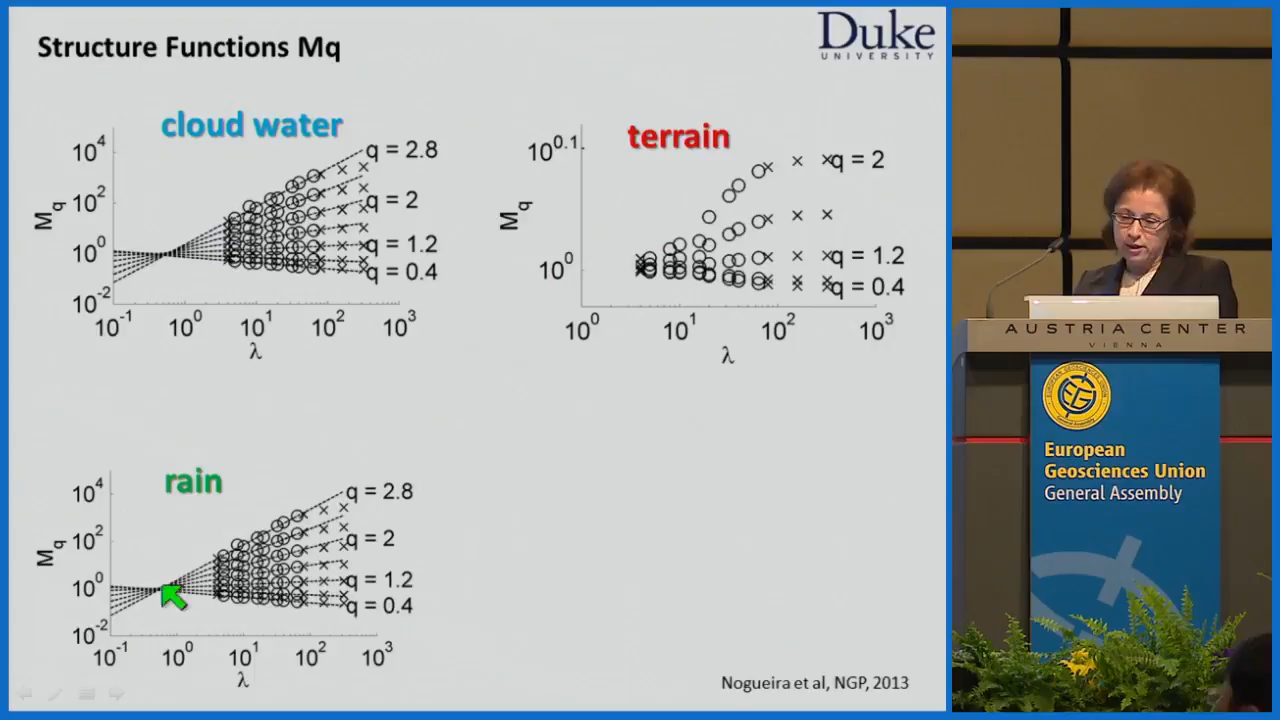 Structure Functions Mq
Duke
UNIVERSITY
cloud water
10^4
10^2
10^0
10^-2
M_q
q = 2.8
q = 2
q = 1.2
q = 0.4
10^-1 10^0 10^1 10^2 10^3
λ
terrain
10^0.1
10^0
M_q
q = 2
q = 1.2
q = 0.4
10^0 10^1 10^2 10^3
λ
rain
10^4
10^2
10^0
10^-2
M_q
q = 2.8
q = 2
q = 1.2
q = 0.4
10^-1 10^0 10^1 10^2 10^3
λ
Nogueira et al, NGP, 2013
AUSTRIA CENTER
VIENNA
European
Geosciences Union
General Assembly